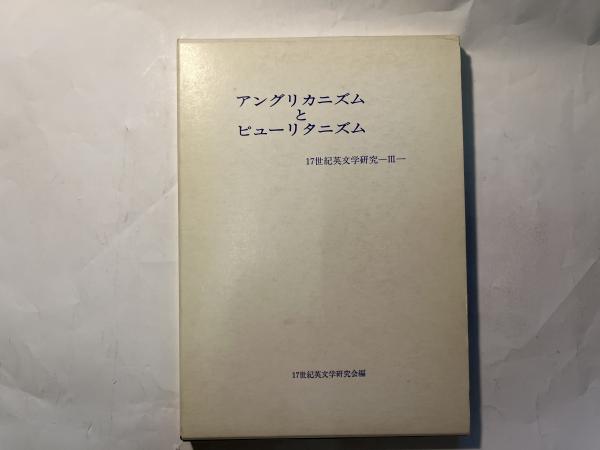 アングリカニズム
と
ピューリタニズム
17世紀英文学研究—III—
17世紀英文学研究会編